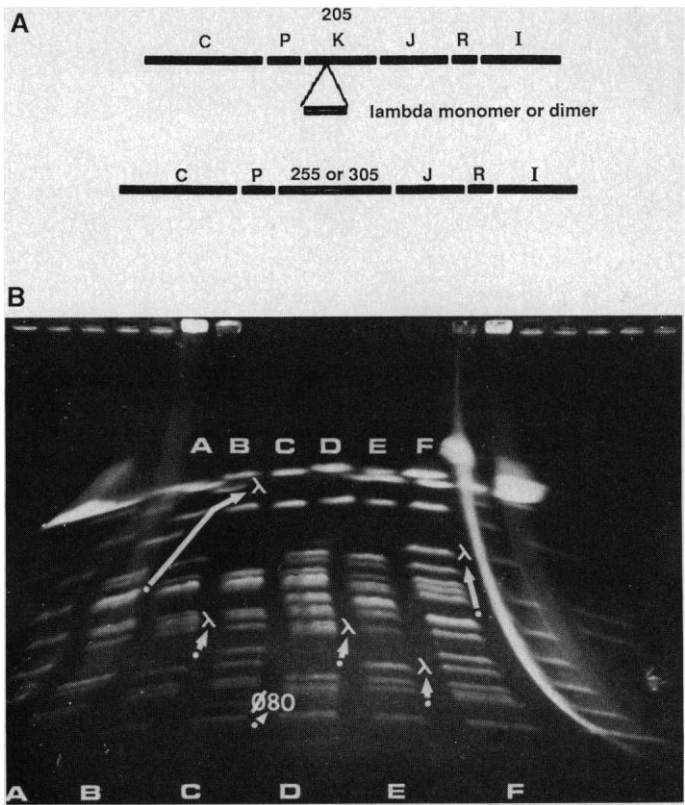 A
205
C P K J R I
lambda monomer or dimer
C P 255 or 305 J R I
B
A B C D E F
λ
λ
λ λ
λ
Ø80
A B C D E F